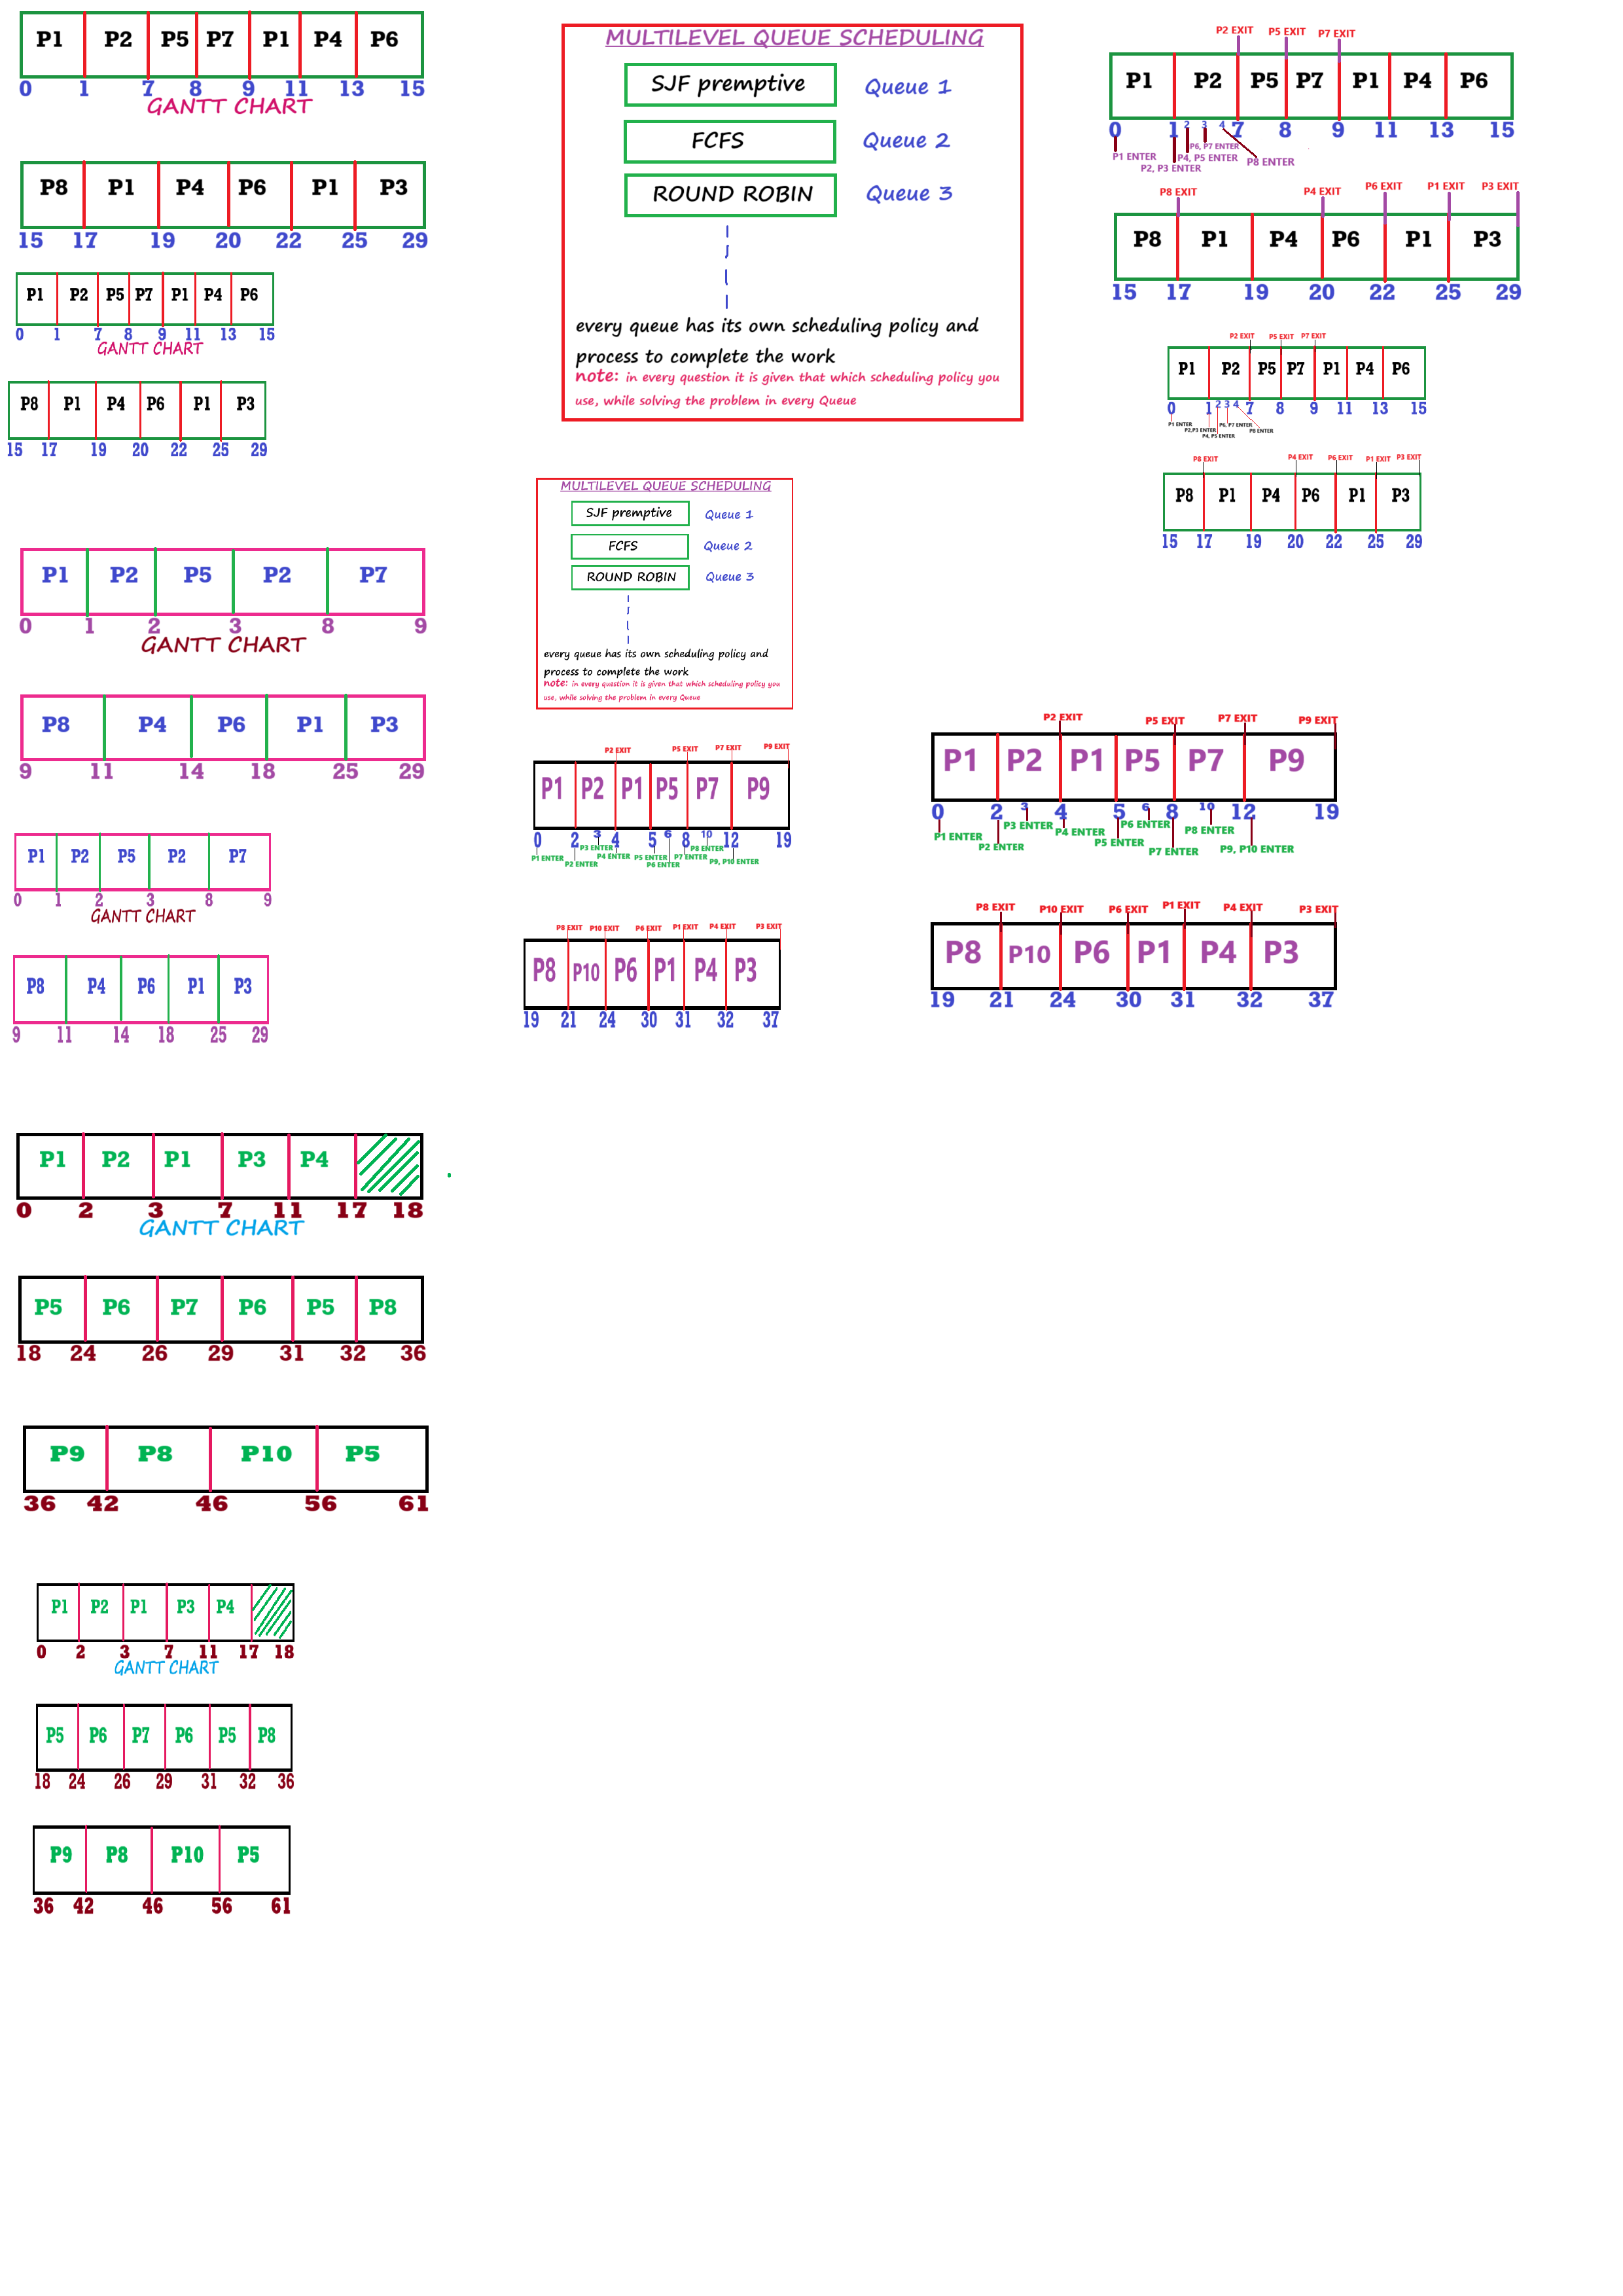 P1 P2 P5 P7 P1 P4 P6
0 1 7 8 9 11 13 15
GANTT CHART
P8 P1 P4 P6 P1 P3
15 17 19 20 22 25 29
P1 P2 P5 P7 P1 P4 P6
0 1 7 8 9 11 13 15
GANTT CHART
P8 P1 P4 P6 P1 P3
15 17 19 20 22 25 29
P1 P2 P5 P2 P7
0 1 2 3 8 9
GANTT CHART
P8 P4 P6 P1 P3
9 11 14 18 25 29
P1 P2 P5 P2 P7
0 1 2 3 8 9
GANTT CHART
P8 P4 P6 P1 P3
9 11 14 18 25 29
P1 P2 P1 P3 P4
0 2 3 7 11 17 18
GANTT CHART
P5 P6 P7 P6 P5 P8
18 24 26 29 31 32 36
P9 P8 P10 P5
36 42 46 56 61
P1 P2 P1 P3 P4
0 2 3 7 11 17 18
GANTT CHART
P5 P6 P7 P6 P5 P8
18 24 26 29 31 32 36
P9 P8 P10 P5
36 42 46 56 61
MULTILEVEL QUEUE SCHEDULING
SJF premptive Queue 1
FCFS Queue 2
ROUND ROBIN Queue 3
every queue has its own scheduling policy and
process to complete the work
note: in every question it is given that which scheduling policy you
use, while solving the problem in every Queue
MULTILEVEL QUEUE SCHEDULING
SJF premptive Queue 1
FCFS Queue 2
ROUND ROBIN Queue 3
every queue has its own scheduling policy and
process to complete the work
note: in every question it is given that which scheduling policy you
use, while solving the problem in every Queue
P2 EXIT P5 EXIT P7 EXIT P9 EXIT
P1 P2 P1 P5 P7 P9
0 2 3 4 5 6 8 10 12 19
P3 ENTER P8 ENTER
P1 ENTER P4 ENTER P5 ENTER P7 ENTER
P2 ENTER P6 ENTER P9, P10 ENTER
P8 EXIT P10 EXIT P6 EXIT P1 EXIT P4 EXIT P3 EXIT
P8 P10 P6 P1 P4 P3
19 21 24 30 31 32 37
P2 EXIT P5 EXIT P7 EXIT
P1 P2 P5 P7 P1 P4 P6
0 1 2 3 4 7 8 9 11 13 15
P6, P7 ENTER
P1 ENTER P4, P5 ENTER P8 ENTER
P2, P3 ENTER
P8 EXIT P4 EXIT P6 EXIT P1 EXIT P3 EXIT
P8 P1 P4 P6 P1 P3
15 17 19 20 22 25 29
P2 EXIT P5 EXIT P7 EXIT
P1 P2 P5 P7 P1 P4 P6
0 1 2 3 4 7 8 9 11 13 15
P1 ENTER P6, P7 ENTER
P2,P3 ENTER P8 ENTER
P4, P5 ENTER
P8 EXIT P4 EXIT P6 EXIT P1 EXIT P3 EXIT
P8 P1 P4 P6 P1 P3
15 17 19 20 22 25 29
P2 EXIT P5 EXIT P7 EXIT P9 EXIT
P1 P2 P1 P5 P7 P9
0 2 3 4 5 6 8 10 12 19
P1 ENTER P3 ENTER P4 ENTER P6 ENTER P8 ENTER
P2 ENTER P5 ENTER P7 ENTER P9, P10 ENTER
P8 EXIT P10 EXIT P6 EXIT P1 EXIT P4 EXIT P3 EXIT
P8 P10 P6 P1 P4 P3
19 21 24 30 31 32 37